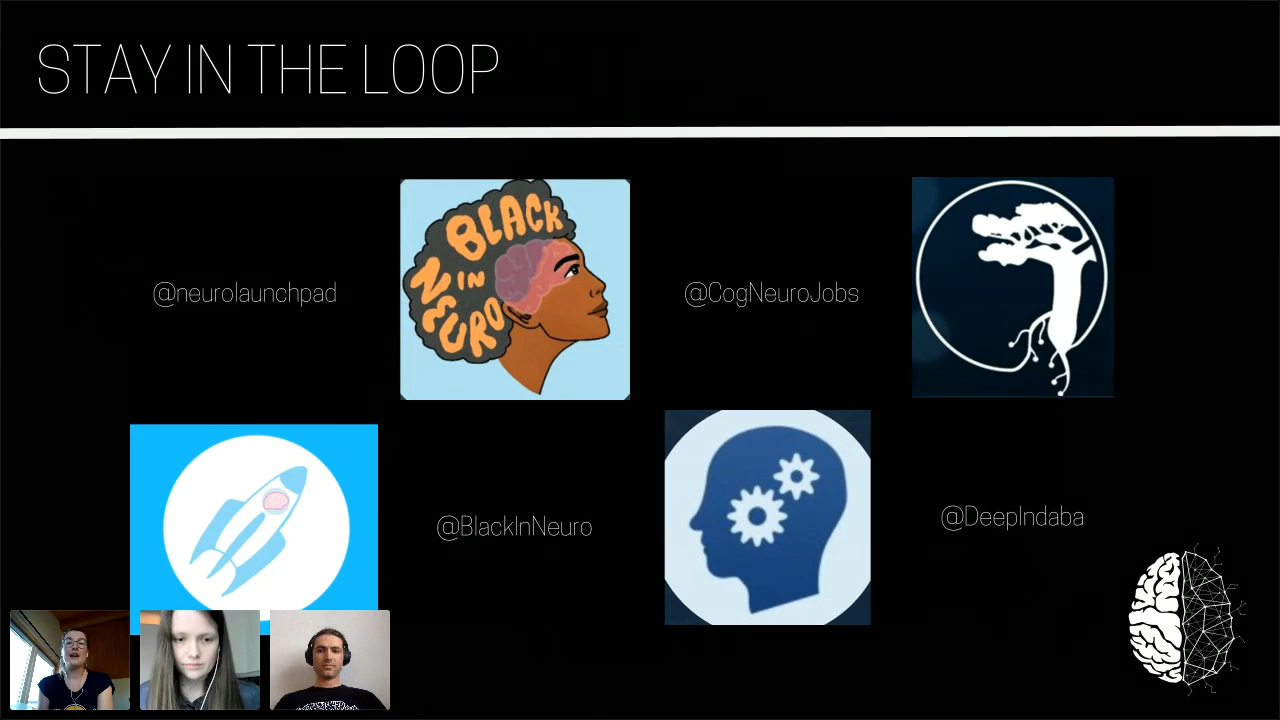 STAY IN THE LOOP
BLACK
IN
NEURO
@neurolaunchpad
@CogNeuroJobs
@BlackInNeuro
@DeepIndaba